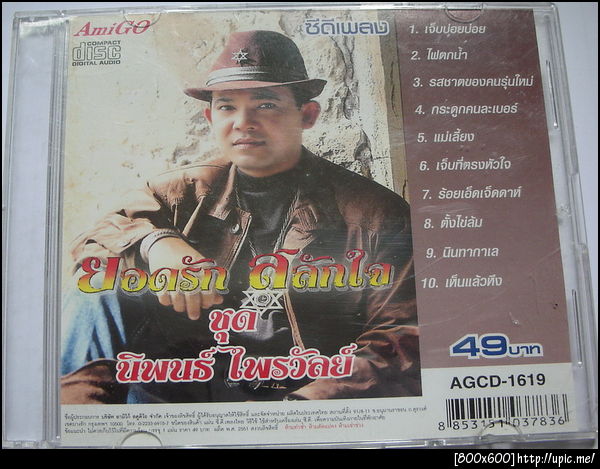 AmiGO
COMPACT
disc
DIGITAL AUDIO
ซีดีเพลง
1. เจ็บบ่อยบ่อย
2. ไฟตกน้ำ
3. รสชาตของคนรุ่นใหม่
4. กระดูกคนละเบอร์
5. แม่เลี้ยง
6. เจ็บที่ตรงหัวใจ
7. ร้อยเอ็ดเจ็ดดาห์
8. ตั้งไข่ล้ม
9. นินทากาเล
10. เห็นแล้วหึง
ยอดรัก สลักใจ
ชุด
นิพนธ์ ไพรวัลย์
49 บาท
AGCD-1619
8 853151 037836
[800x600]http://upic.me/